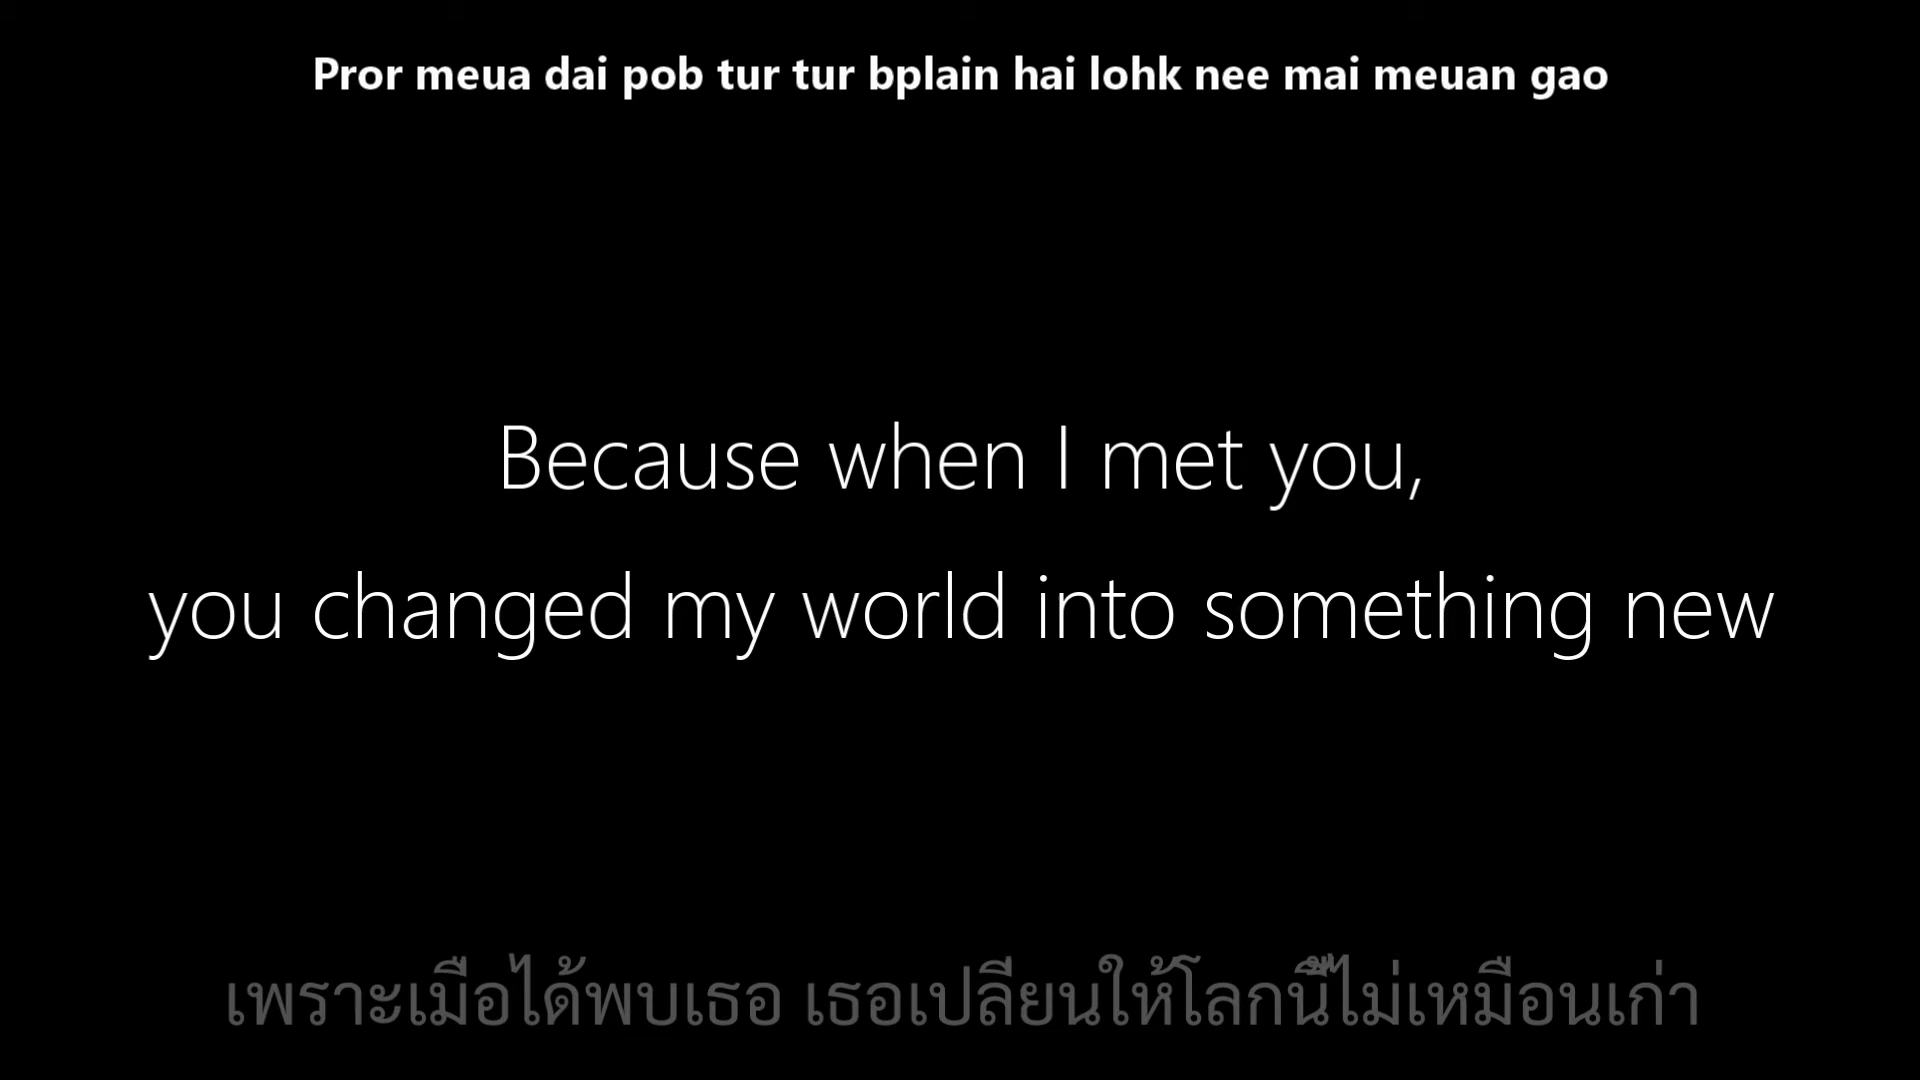 Pror meua dai pob tur tur bplain hai lohk nee mai meuan gao
Because when I met you,
you changed my world into something new
เพราะเมื่อได้พบเธอ เธอเปลี่ยนให้โลกนี้ไม่เหมือนเก่า